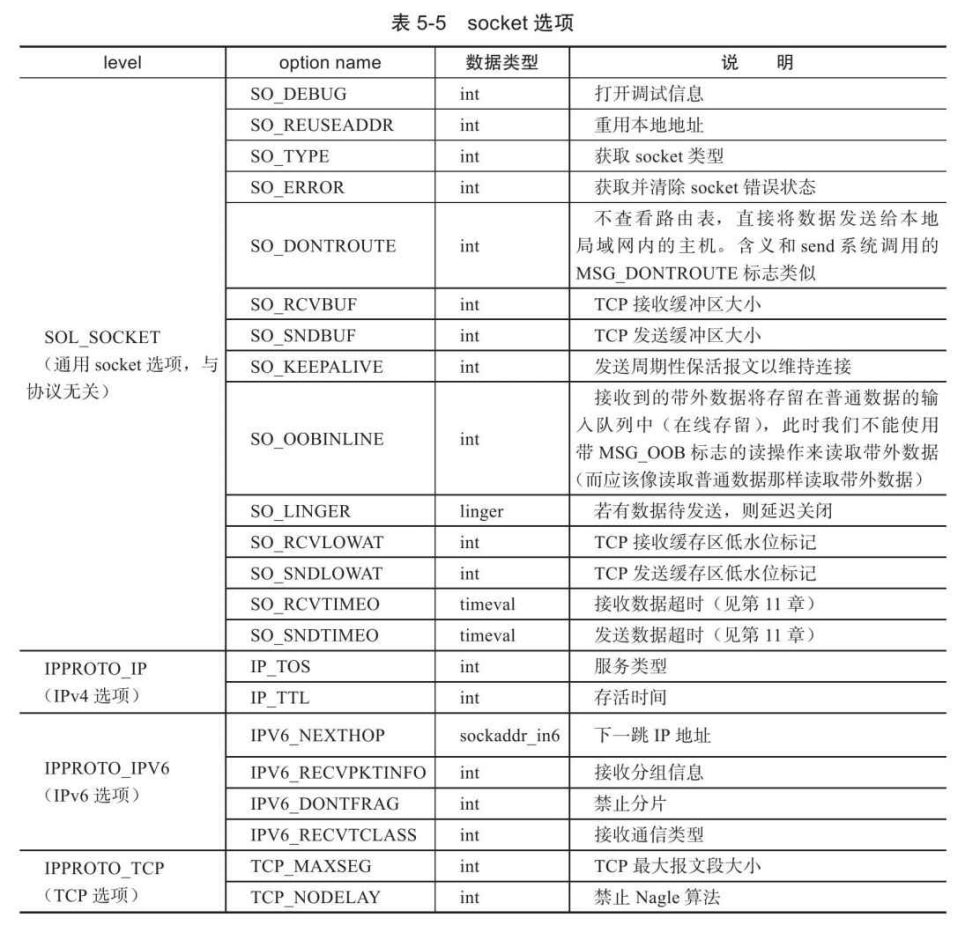 表 5-5 socket 选项
level option name 数据类型 说 明
SOL_SOCKET
（通用 socket 选项，与
协议无关）
SO_DEBUG int 打开调试信息
SO_REUSEADDR int 重用本地地址
SO_TYPE int 获取 socket 类型
SO_ERROR int 获取并清除 socket 错误状态
SO_DONTROUTE int 不查看路由表，直接将数据发送给本地
局域网内的主机。含义和 send 系统调用的
MSG_DONTROUTE 标志类似
SO_RCVBUF int TCP 接收缓冲区大小
SO_SNDBUF int TCP 发送缓冲区大小
SO_KEEPALIVE int 发送周期性保活报文以维持连接
SO_OOBINLINE int 接收到的带外数据将存留在普通数据的输
入队列中（在线存留），此时我们不能使用
带 MSG_OOB 标志的读操作来读取带外数据
（而应该像读取普通数据那样读取带外数据）
SO_LINGER linger 若有数据待发送，则延迟关闭
SO_RCVLOWAT int TCP 接收缓存区低水位标记
SO_SNDLOWAT int TCP 发送缓存区低水位标记
SO_RCVTIMEO timeval 接收数据超时（见第 11 章）
SO_SNDTIMEO timeval 发送数据超时（见第 11 章）
IPPROTO_IP
（IPv4 选项）
IP_TOS int 服务类型
IP_TTL int 存活时间
IPPROTO_IPV6
（IPv6 选项）
IPV6_NEXTHOP sockaddr_in6 下一跳 IP 地址
IPV6_RECVPKTINFO int 接收分组信息
IPV6_DONTFRAG int 禁止分片
IPV6_RECVTCLASS int 接收通信类型
IPPROTO_TCP
（TCP 选项）
TCP_MAXSEG int TCP 最大报文段大小
TCP_NODELAY int 禁止 Nagle 算法